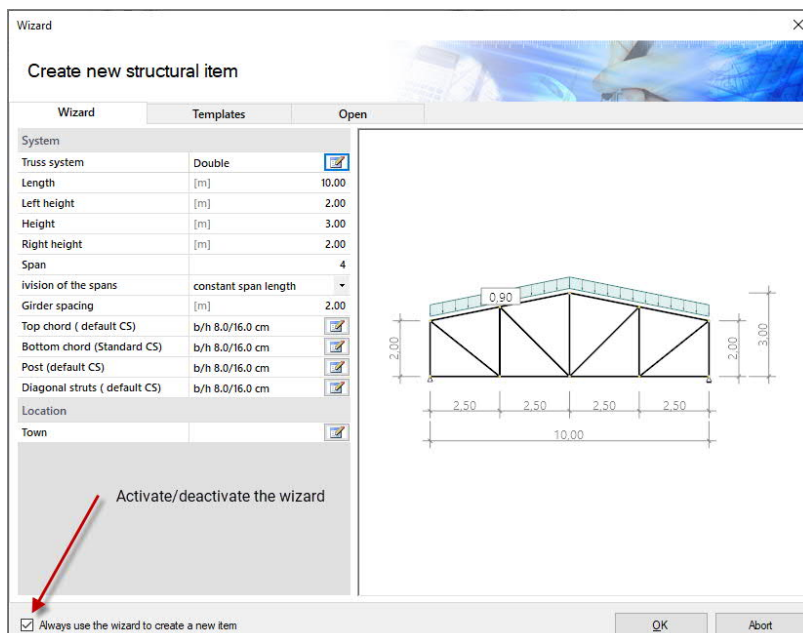 Wizard
Create new structural item
Wizard Templates Open
System
Truss system Double
Length [m] 10.00
Left height [m] 2.00
Height [m] 3.00
Right height [m] 2.00
Span 4
ivision of the spans constant span length
Girder spacing [m] 2.00
Top chord ( default CS) b/h 8.0/16.0 cm
Bottom chord (Standard CS) b/h 8.0/16.0 cm
Post (default CS) b/h 8.0/16.0 cm
Diagonal struts ( default CS) b/h 8.0/16.0 cm
Location
Town
Activate/deactivate the wizard
0,90
2,00 2,00 3,00
2,50 2,50 2,50 2,50
10,00
Always use the wizard to create a new item
OK Abort